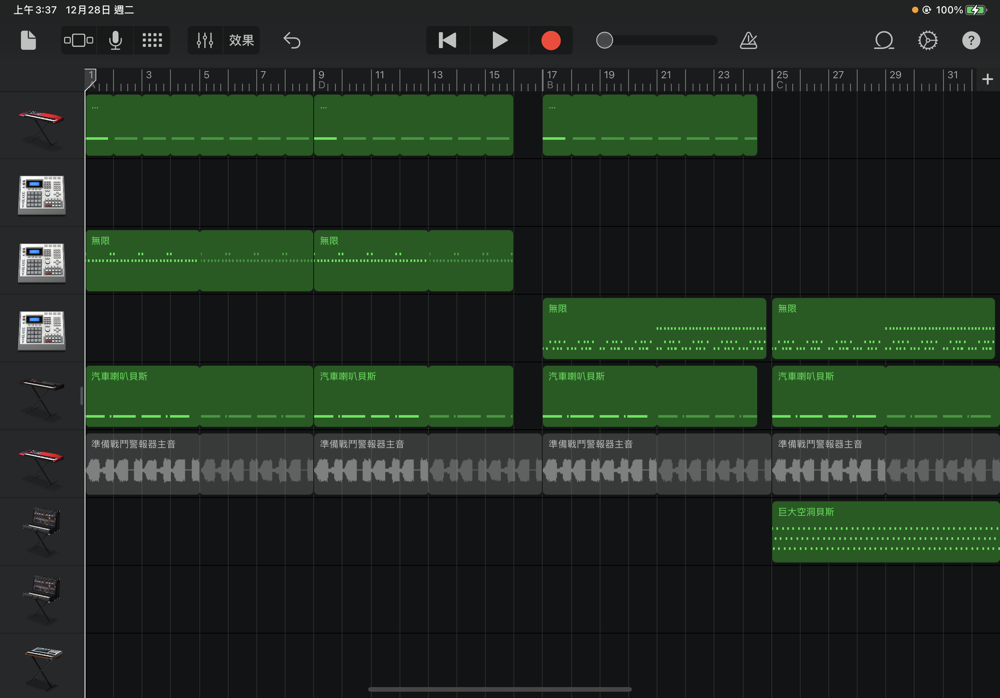 上午3:37 12月28日 週二 100%
效果 ?
1 3 5 7 9 11 13 15 17 19 21 23 25 27 29 31 +
A D B C
... ... ...
無限 無限
無限 無限
汽車喇叭貝斯 汽車喇叭貝斯 汽車喇叭貝斯 汽車喇叭貝斯
準備戰鬥警報器主音 準備戰鬥警報器主音 準備戰鬥警報器主音 準備戰鬥警報器主音
巨大空洞貝斯